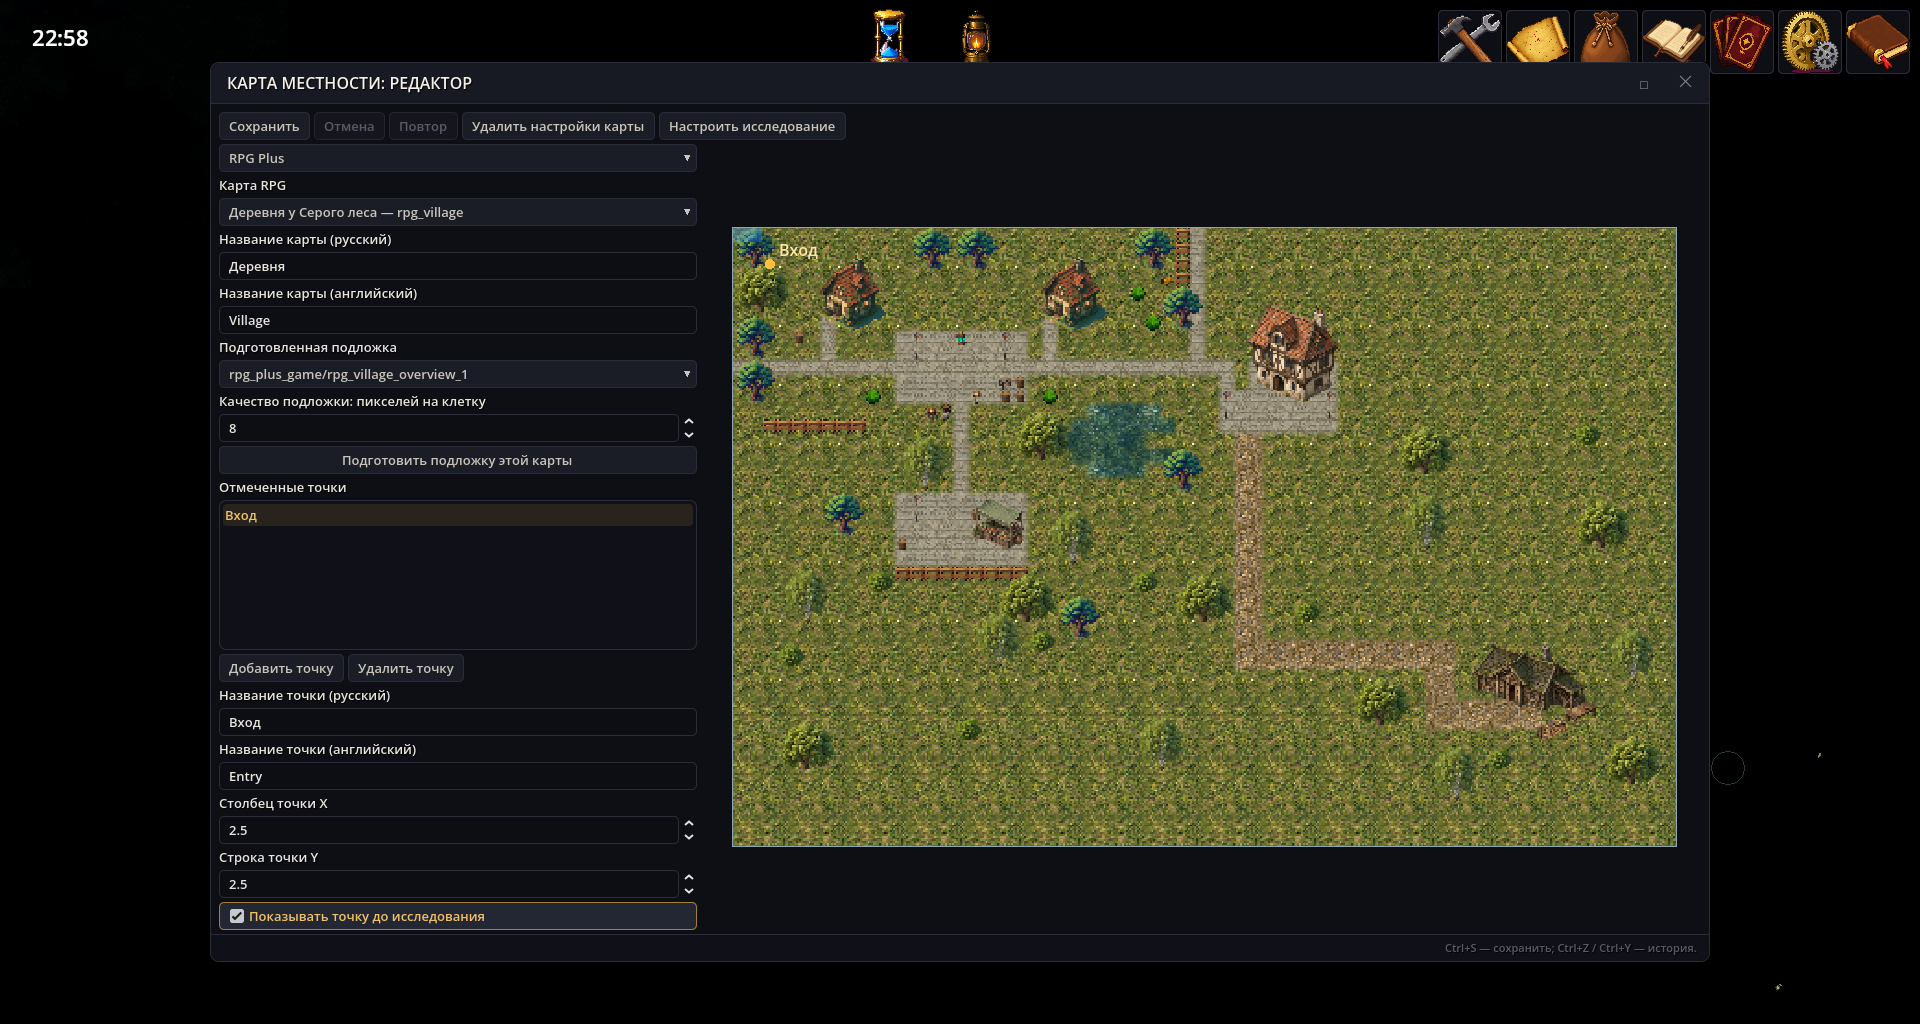 22:58
КАРТА МЕСТНОСТИ: РЕДАКТОР
Сохранить Отмена Повтор Удалить настройки карты Настроить исследование
RPG Plus
Карта RPG
Деревня у Серого леса — rpg_village
Название карты (русский)
Деревня
Название карты (английский)
Village
Подготовленная подложка
rpg_plus_game/rpg_village_overview_1
Качество подложки: пикселей на клетку
8
Подготовить подложку этой карты
Отмеченные точки
Вход
Добавить точку Удалить точку
Название точки (русский)
Вход
Название точки (английский)
Entry
Столбец точки X
2.5
Строка точки Y
2.5
Показывать точку до исследования
Вход
Ctrl+S — сохранить; Ctrl+Z / Ctrl+Y — история.